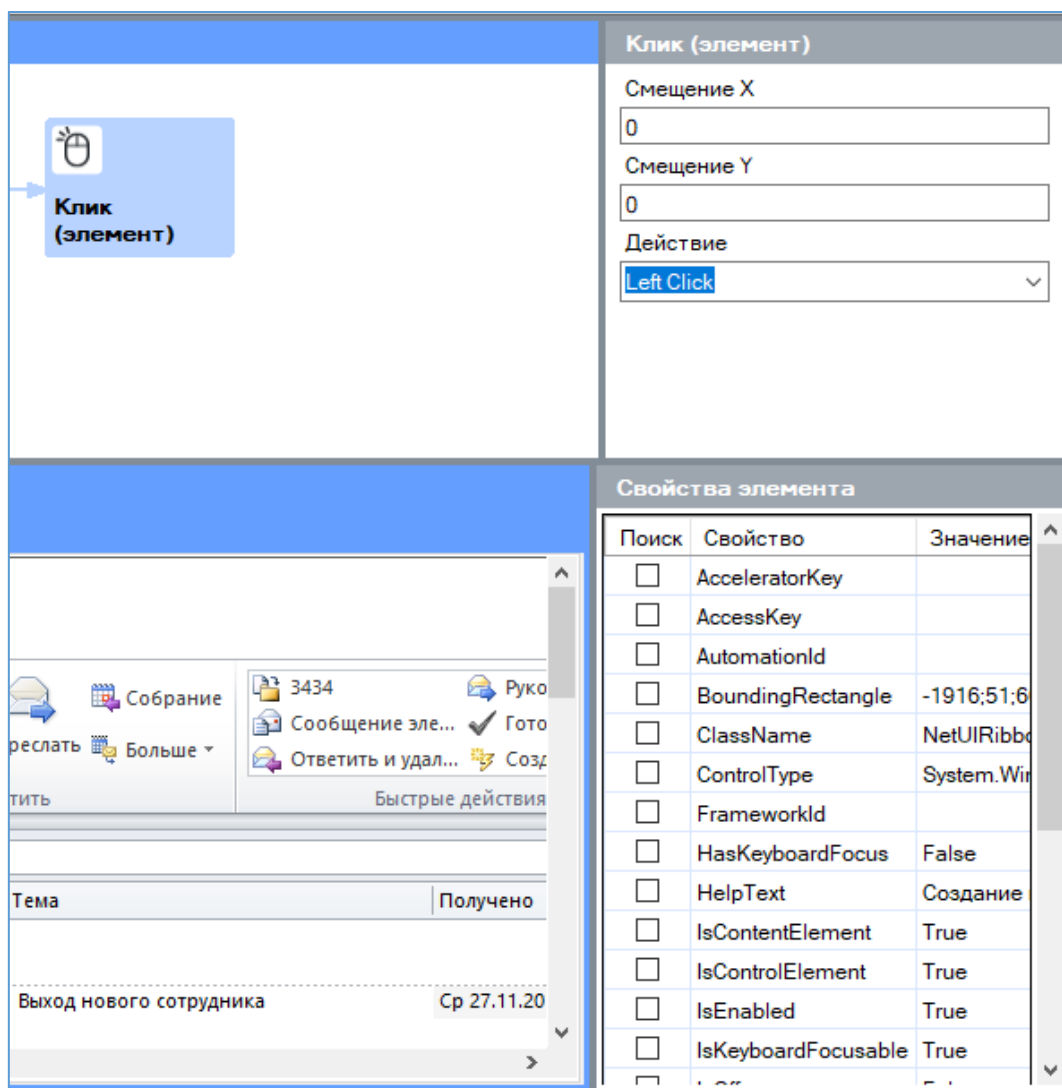 Клик (элемент)
Смещение X
0
Смещение Y
0
Действие
Left Click
Клик
(элемент)
Свойства элемента
Поиск Свойство Значение
AcceleratorKey
AccessKey
AutomationId
BoundingRectangle -1916;51;6
ClassName NetUIRibbo
ControlType System.Wir
FrameworkId
HasKeyboardFocus False
HelpText Создание
IsContentElement True
IsControlElement True
IsEnabled True
IsKeyboardFocusable True
Собрание
реслать Больше
тить
3434 Руко
Сообщение эле... Гото
Ответить и удал... Созд
Быстрые действия
Тема Получено
Выход нового сотрудника Ср 27.11.20